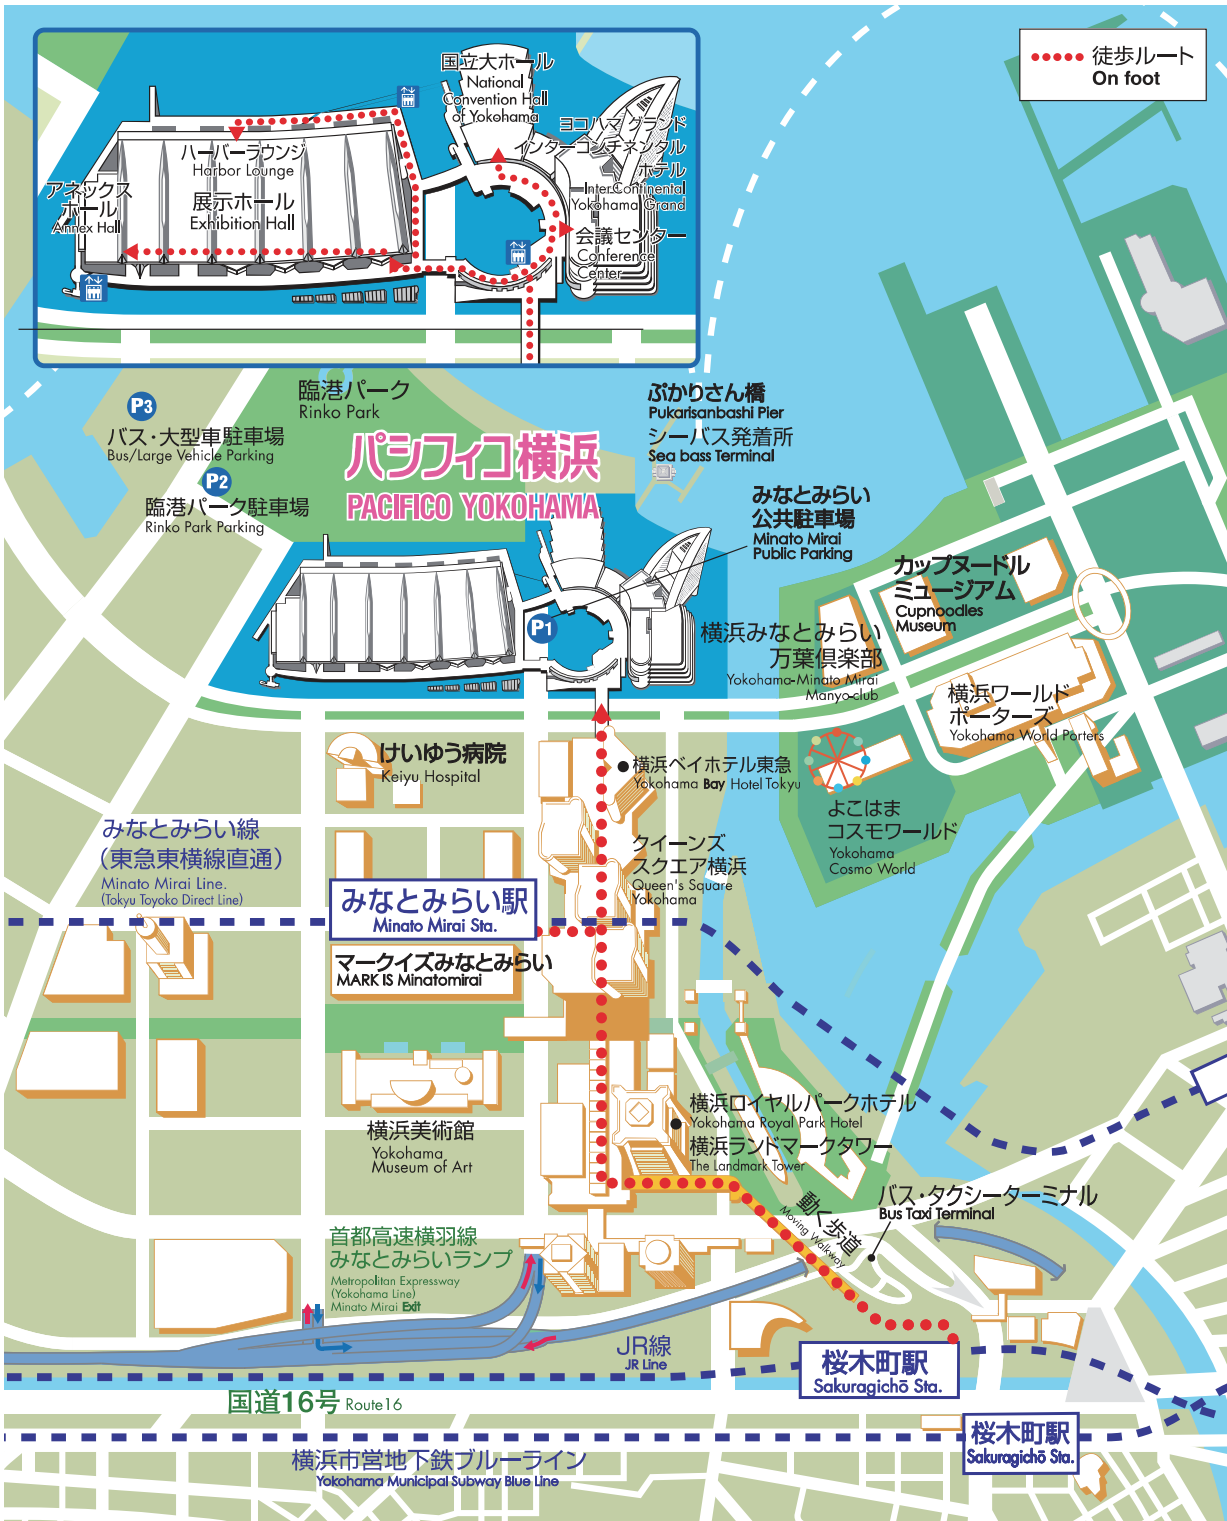 徒歩ルート
On foot
国立大ホール
National
Convention Hall
of Yokohama
ヨコハマ グランド
インターコンチネンタル
ホテル
InterContinental
Yokohama Grand
ハーバーラウンジ
Harbor Lounge
アネックス
ホール
Annex Hall
展示ホール
Exhibition Hall
会議センター
Conference
Center
臨港パーク
Rinko Park
P3
バス・大型車駐車場
Bus/Large Vehicle Parking
P2
臨港パーク駐車場
Rinko Park Parking
パシフィコ横浜
PACIFICO YOKOHAMA
ぷかりさん橋
Pukarisanbashi Pier
シーバス発着所
Sea bass Terminal
みなとみらい
公共駐車場
Minato Mirai
Public Parking
P1
カップヌードル
ミュージアム
Cupnoodles
Museum
横浜みなとみらい
万葉倶楽部
Yokohama-Minato Mirai
Manyo-club
横浜ワールド
ポーターズ
Yokohama World Porters
けいゆう病院
Keiyu Hospital
横浜ベイホテル東急
Yokohama Bay Hotel Tokyu
よこはま
コスモワールド
Yokohama
Cosmo World
みなとみらい線
(東急東横線直通)
Minato Mirai Line.
(Tokyu Toyoko Direct Line)
クイーンズ
スクエア横浜
Queen's Square
Yokohama
みなとみらい駅
Minato Mirai Sta.
マークイズみなとみらい
MARK IS Minatomirai
横浜美術館
Yokohama
Museum of Art
横浜ロイヤルパークホテル
Yokohama Royal Park Hotel
横浜ランドマークタワー
The Landmark Tower
動く歩道
Moving Walkway
バス・タクシーターミナル
Bus Taxi Terminal
首都高速横羽線
みなとみらいランプ
Metropolitan Expressway
(Yokohama Line)
Minato Mirai Exit
JR線
JR Line
桜木町駅
Sakuragichō Sta.
国道16号 Route16
桜木町駅
Sakuragichō Sta.
横浜市営地下鉄ブルーライン
Yokohama Municipal Subway Blue Line